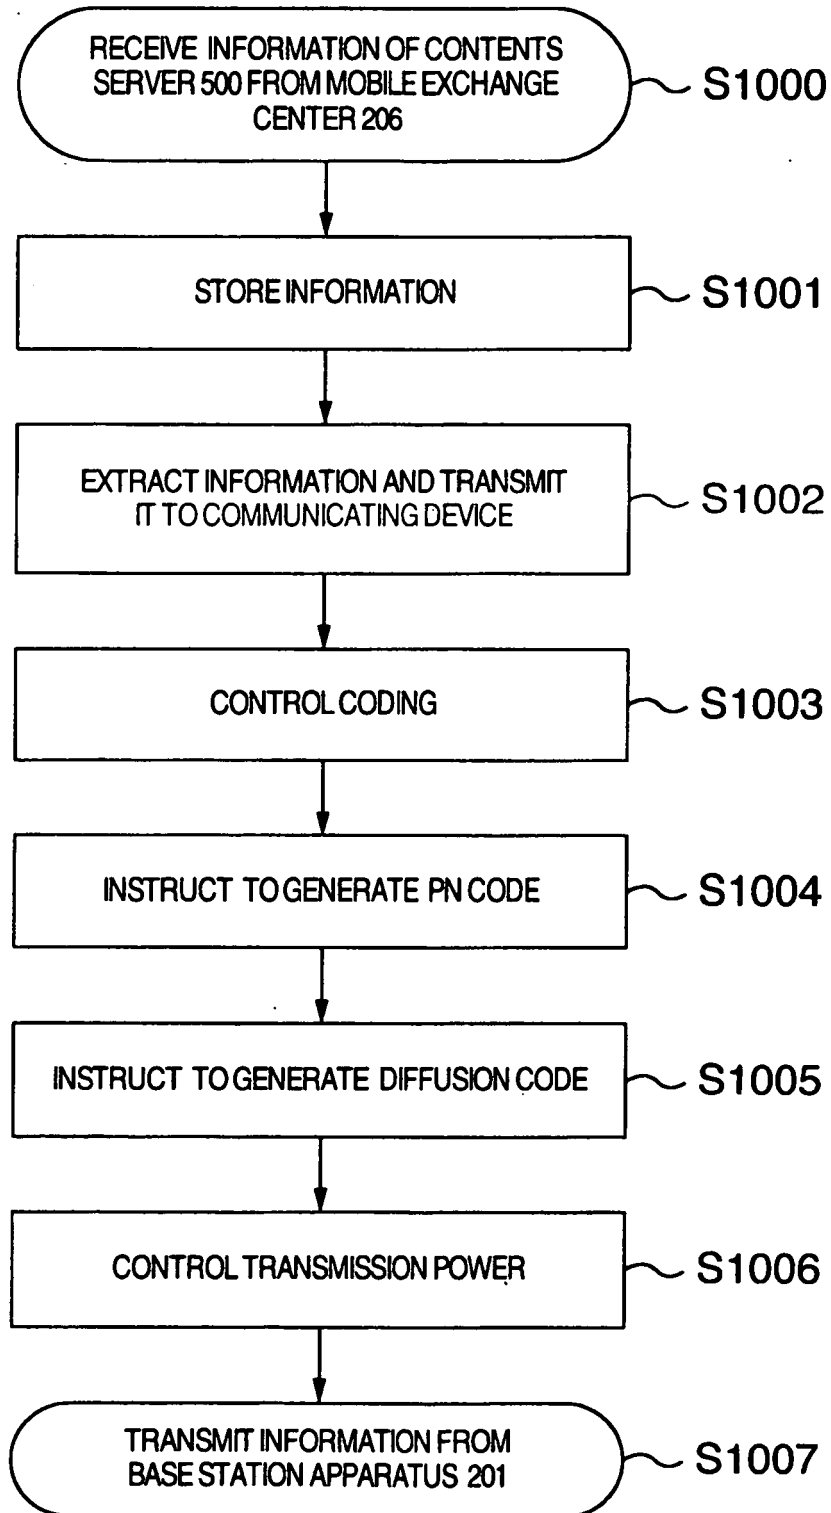 RECEIVE INFORMATION OF CONTENTS
SERVER 500 FROM MOBILE EXCHANGE
CENTER 206
S1000
STORE INFORMATION
S1001
EXTRACT INFORMATION AND TRANSMIT
IT TO COMMUNICATING DEVICE
S1002
CONTROL CODING
S1003
INSTRUCT TO GENERATE PN CODE
S1004
INSTRUCT TO GENERATE DIFFUSION CODE
S1005
CONTROL TRANSMISSION POWER
S1006
TRANSMIT INFORMATION FROM
BASE STATION APPARATUS 201
S1007